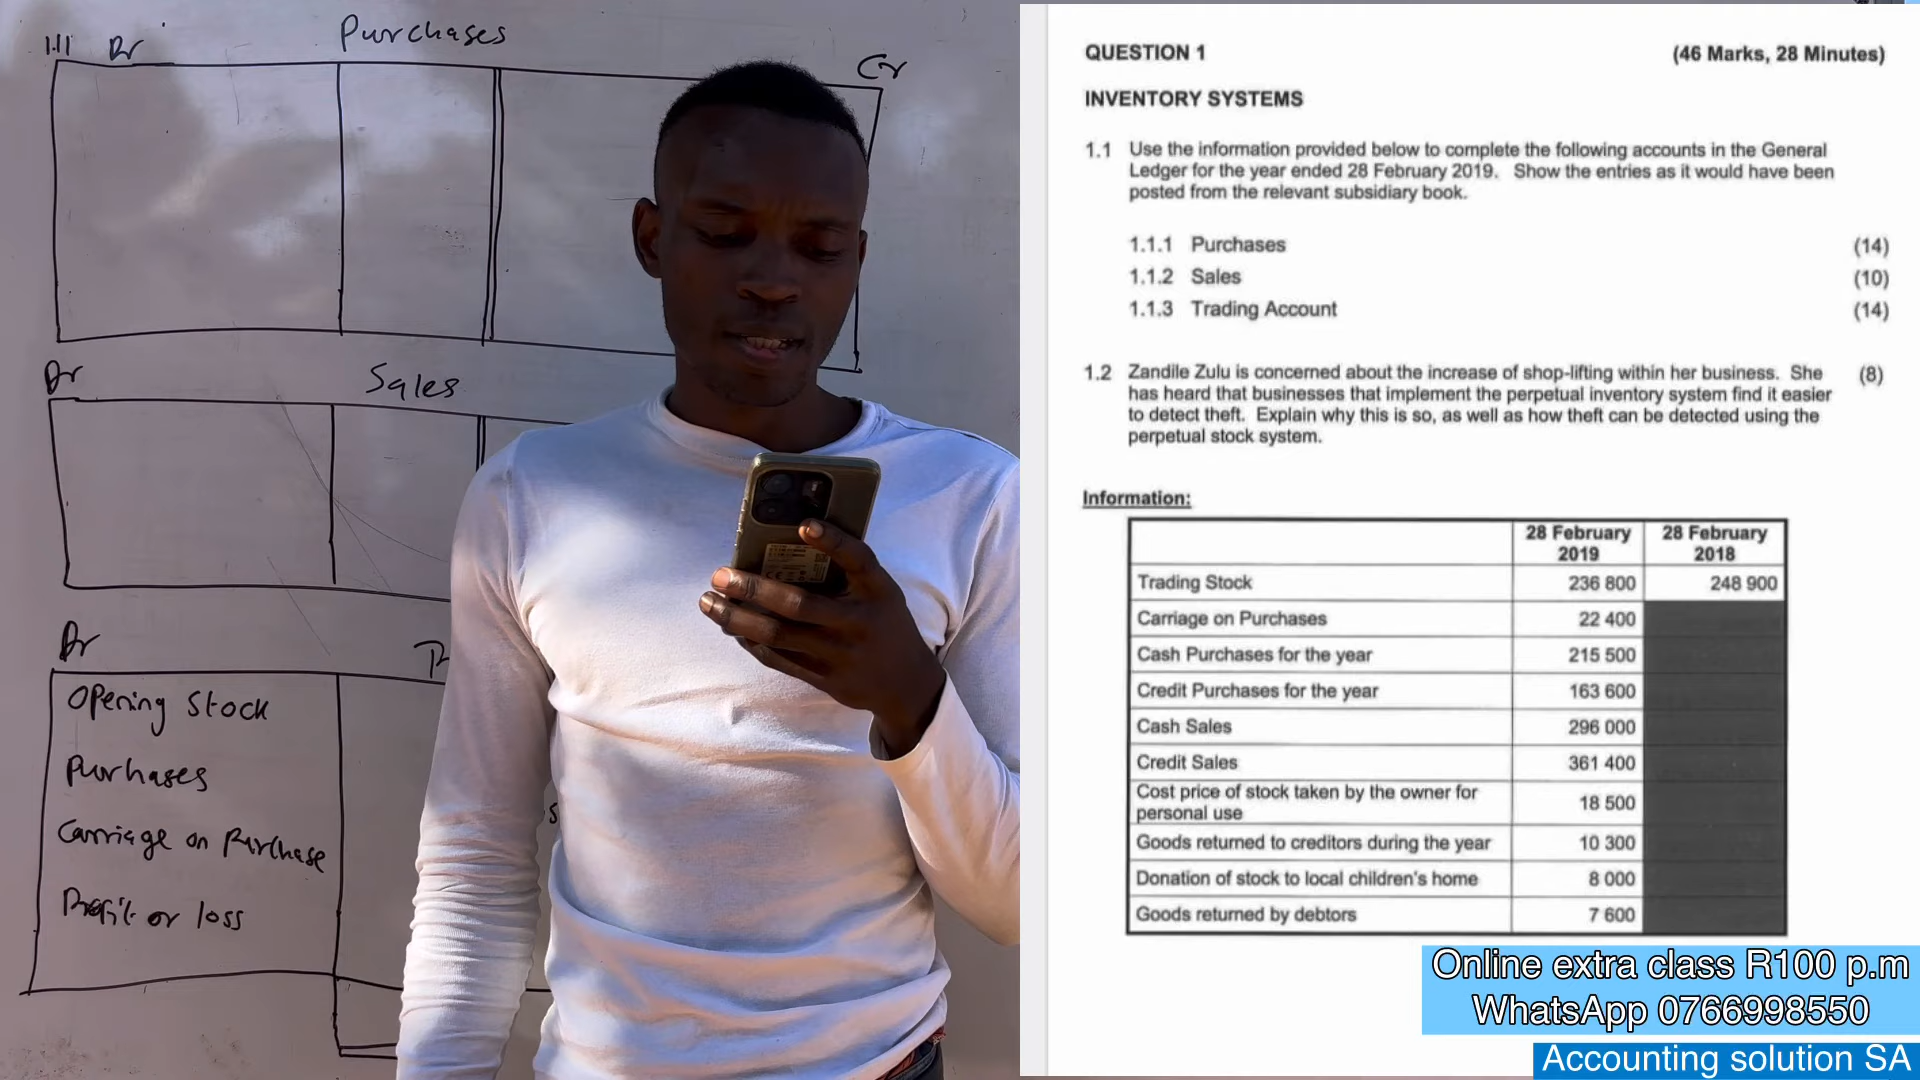 1.1.1 Dr Purchases Cr
Dr Sales
Dr
Opening Stock
Purhases
Carriage on Purchase
Profit or loss
QUESTION 1 (46 Marks, 28 Minutes)
INVENTORY SYSTEMS
1.1 Use the information provided below to complete the following accounts in the General
Ledger for the year ended 28 February 2019. Show the entries as it would have been
posted from the relevant subsidiary book.
1.1.1 Purchases (14)
1.1.2 Sales (10)
1.1.3 Trading Account (14)
1.2 Zandile Zulu is concerned about the increase of shop-lifting within her business. She (8)
has heard that businesses that implement the perpetual inventory system find it easier
to detect theft. Explain why this is so, as well as how theft can be detected using the
perpetual stock system.
Information:
28 February 2019 28 February 2018
Trading Stock 236 800 248 900
Carriage on Purchases 22 400
Cash Purchases for the year 215 500
Credit Purchases for the year 163 600
Cash Sales 296 000
Credit Sales 361 400
Cost price of stock taken by the owner for
personal use 18 500
Goods returned to creditors during the year 10 300
Donation of stock to local children's home 8 000
Goods returned by debtors 7 600
Online extra class R100 p.m
WhatsApp 0766998550
Accounting solution SA